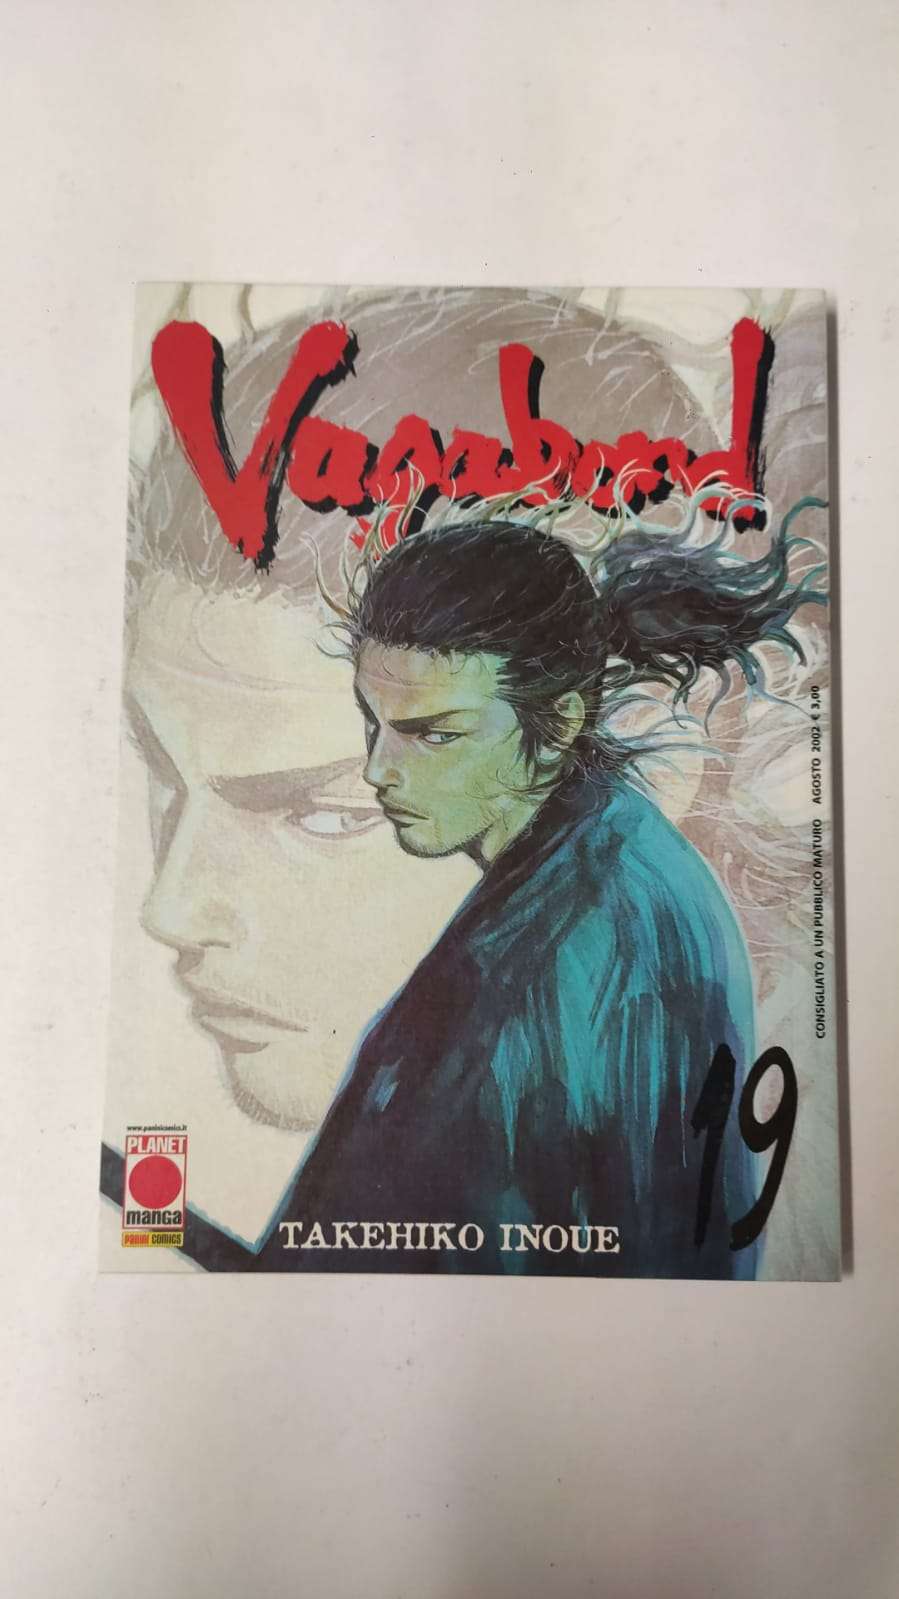 Vagabond
CONSIGLIATO A UN PUBBLICO MATURO AGOSTO 2002 € 3,00
19
www.paninicomics.it
PLANET
manga
PANINI COMICS
TAKEHIKO INOUE